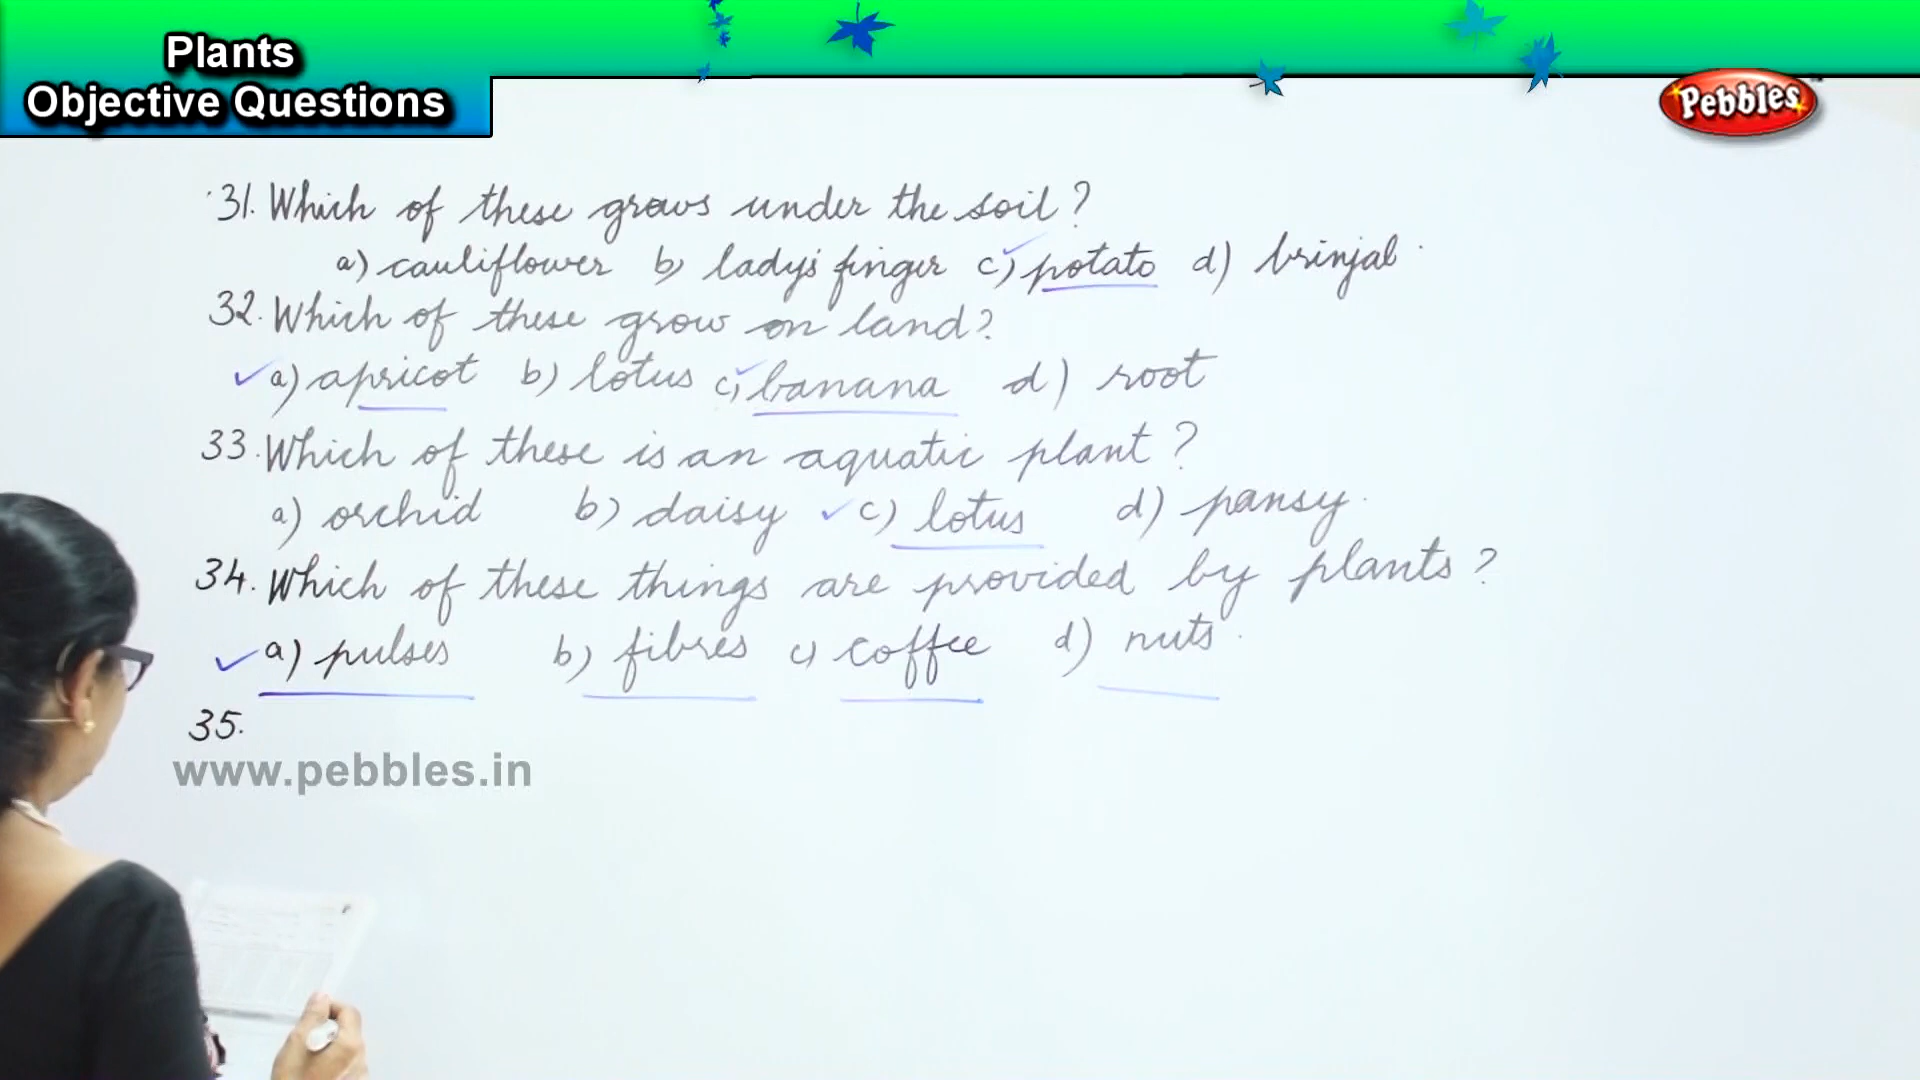 Plants
Objective Questions
Pebbles
31. Which of these grows under the soil?
a) cauliflower b) lady's finger c) potato d) brinjal
32. Which of these grow on land?
a) apricot b) lotus c) banana d) root
33. Which of these is an aquatic plant?
a) orchid b) daisy c) lotus d) pansy.
34. Which of these things are provided by plants?
a) pulses b) fibres c) coffee d) nuts.
35.
www.pebbles.in